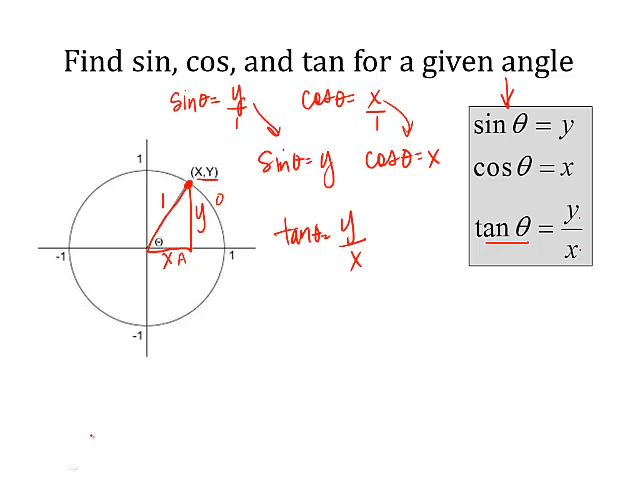 Find sin, cos, and tan for a given angle
sinθ = y/1
cosθ = x/1
sinθ = y
cosθ = x
sin θ = y
cos θ = x
tan θ = y/x
tanθ = y/x
1
(X,Y)
1
y
O
Θ
X A
-1
1
-1